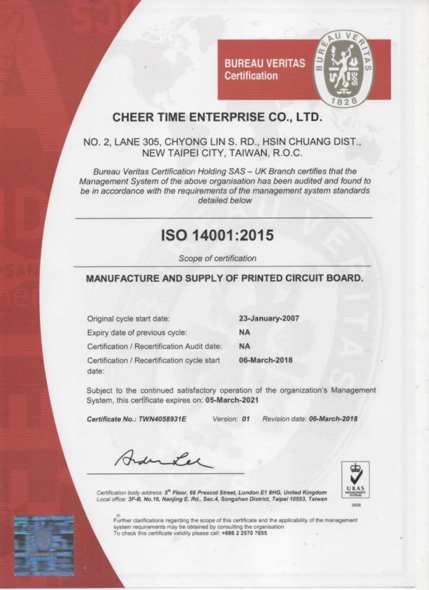 BUREAU VERITAS
Certification
BUREAU VERITAS
1828
CHEER TIME ENTERPRISE CO., LTD.
NO. 2, LANE 305, CHYONG LIN S. RD., HSIN CHUANG DIST.,
NEW TAIPEI CITY, TAIWAN, R.O.C.
Bureau Veritas Certification Holding SAS – UK Branch certifies that the
Management System of the above organisation has been audited and found to
be in accordance with the requirements of the management system standards
detailed below
ISO 14001:2015
Scope of certification
MANUFACTURE AND SUPPLY OF PRINTED CIRCUIT BOARD.
Original cycle start date: 23-January-2007
Expiry date of previous cycle: NA
Certification / Recertification Audit date: NA
Certification / Recertification cycle start 06-March-2018
date:
Subject to the continued satisfactory operation of the organization's Management
System, this certificate expires on: 05-March-2021
Certificate No.: TWN4058931E Version: 01 Revision date: 06-March-2018
UKAS
MANAGEMENT
SYSTEMS
0008
Certification body address: 5th Floor, 66 Prescot Street, London E1 8HG, United Kingdom
Local office: 3F-B, No.16, Nanjing E. Rd., Sec.4, Songshan District, Taipei 10553, Taiwan
Further clarifications regarding the scope of this certificate and the applicability of the management
system requirements may be obtained by consulting the organisation.
To check this certificate validity please call: +886 2 2570 7655